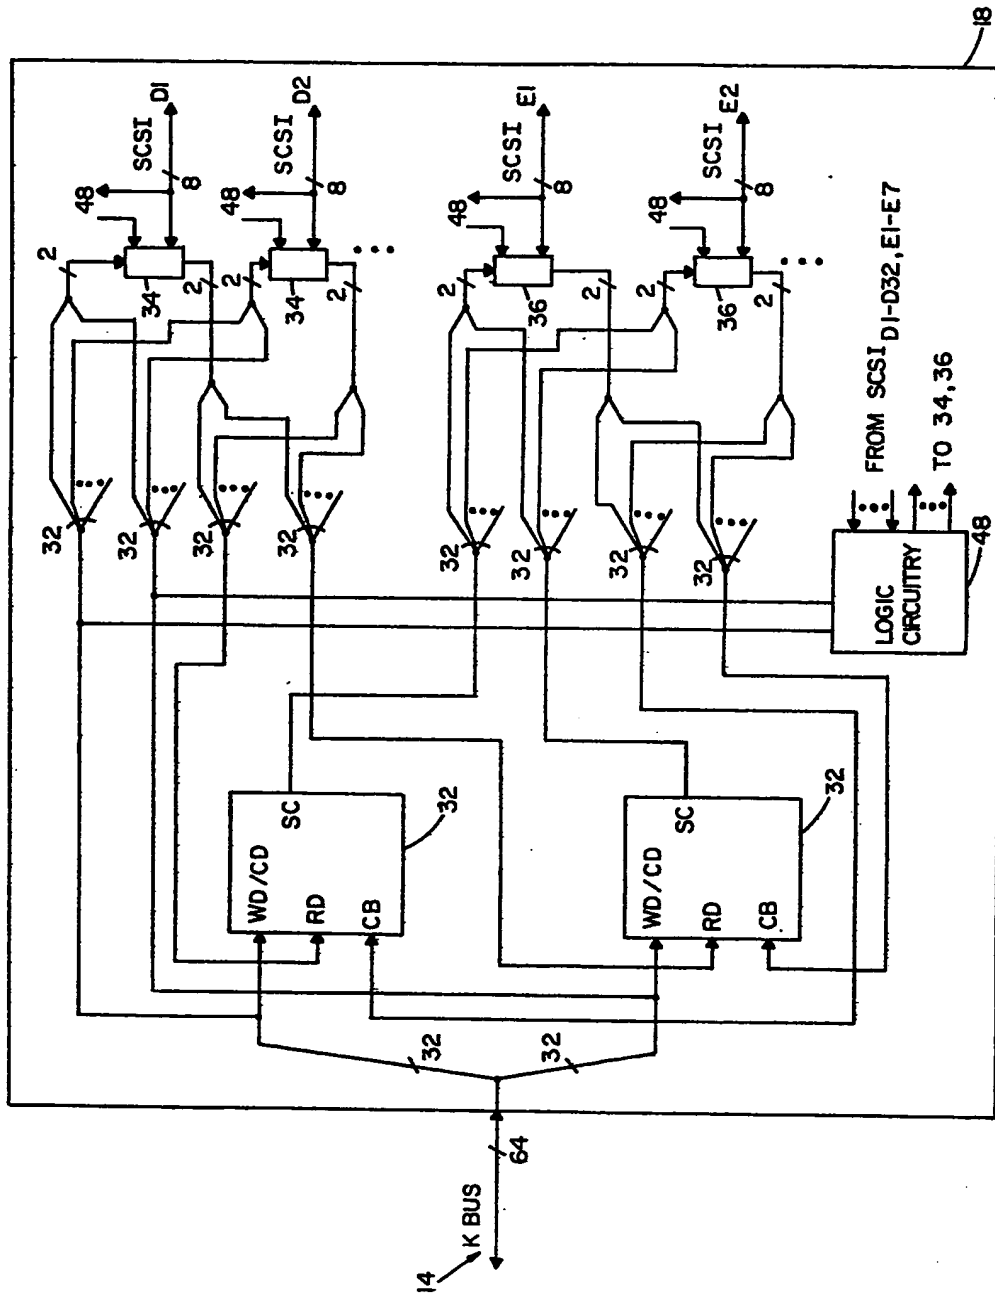 18
SCSI D1
48
8
2
34
2
SCSI D2
48
8
2
34
2
SCSI E1
48
8
2
36
2
SCSI E2
48
8
2
36
2
32
32
32
32
32
32
32
32
FROM SCSI D1-D32, E1-E7
TO 34, 36
LOGIC
CIRCUITRY
48
WD/CD
SC
RD
CB
32
WD/CD
SC
RD
CB
32
32
32
64
K BUS
14